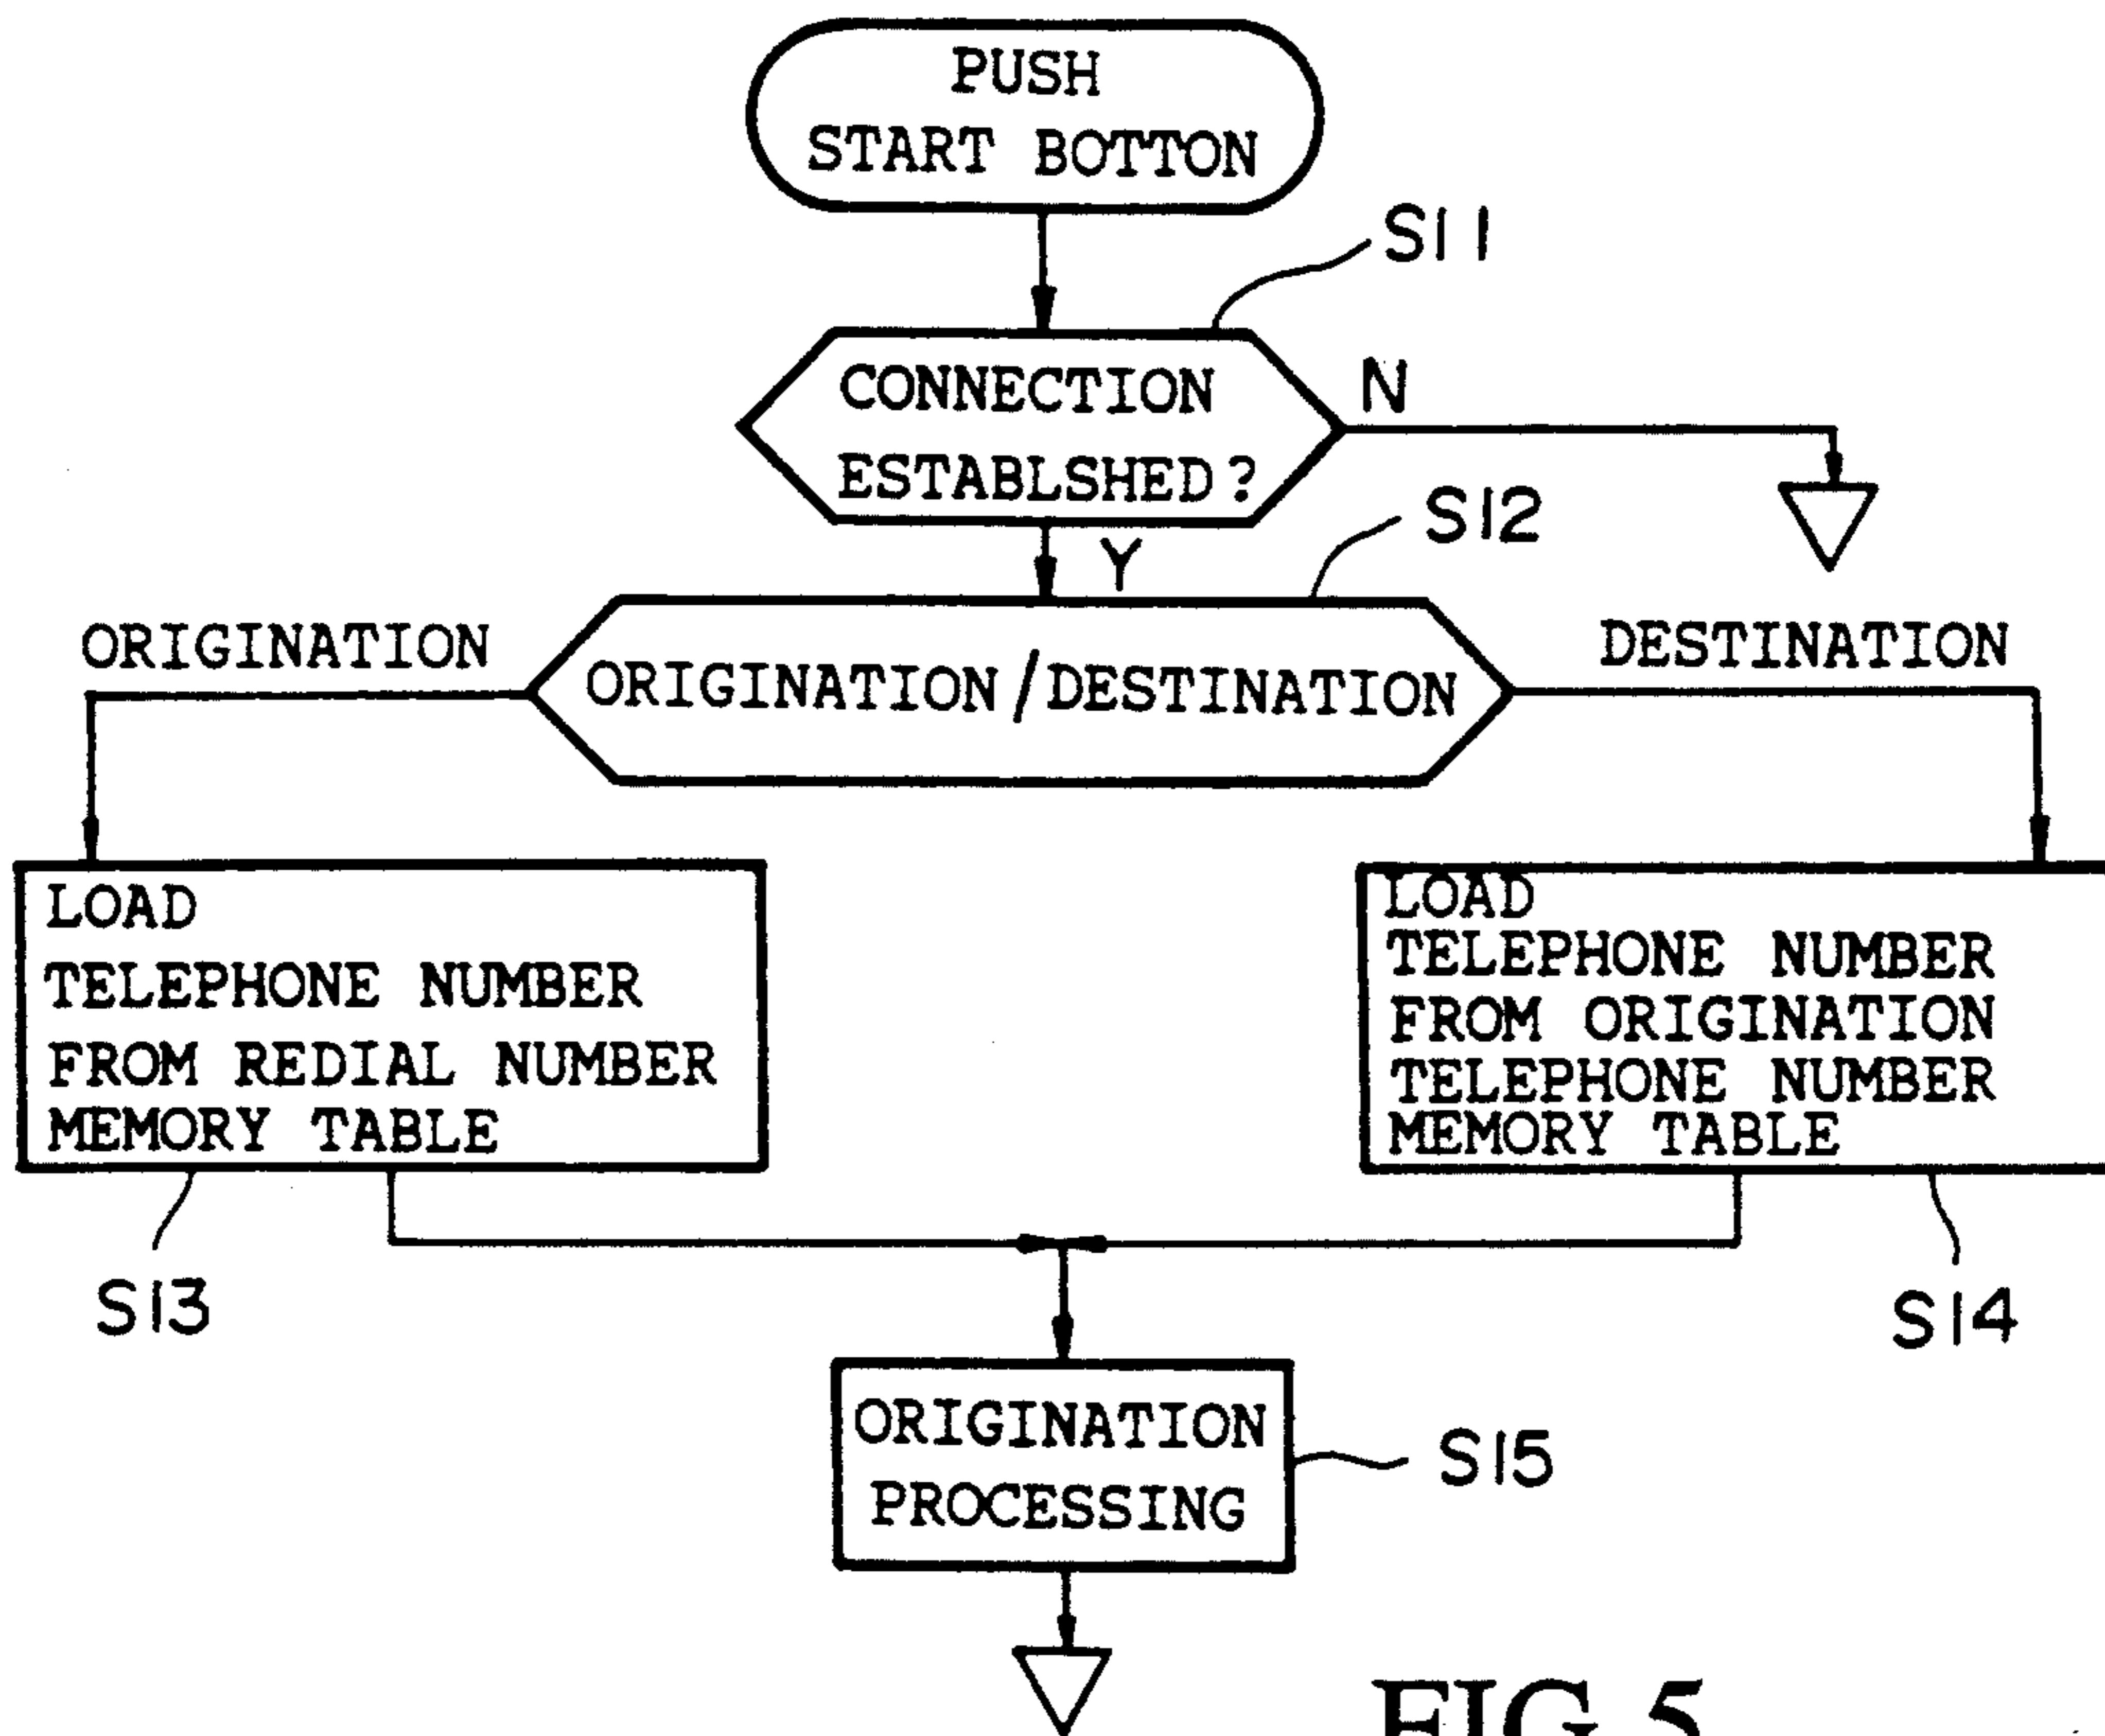 PUSH
START BOTTON
S11
CONNECTION
ESTABLSHED?
N
Y
S12
ORIGINATION
ORIGINATION/DESTINATION
DESTINATION
LOAD
TELEPHONE NUMBER
FROM REDIAL NUMBER
MEMORY TABLE
S13
LOAD
TELEPHONE NUMBER
FROM ORIGINATION
TELEPHONE NUMBER
MEMORY TABLE
S14
ORIGINATION
PROCESSING
S15
FIG.5